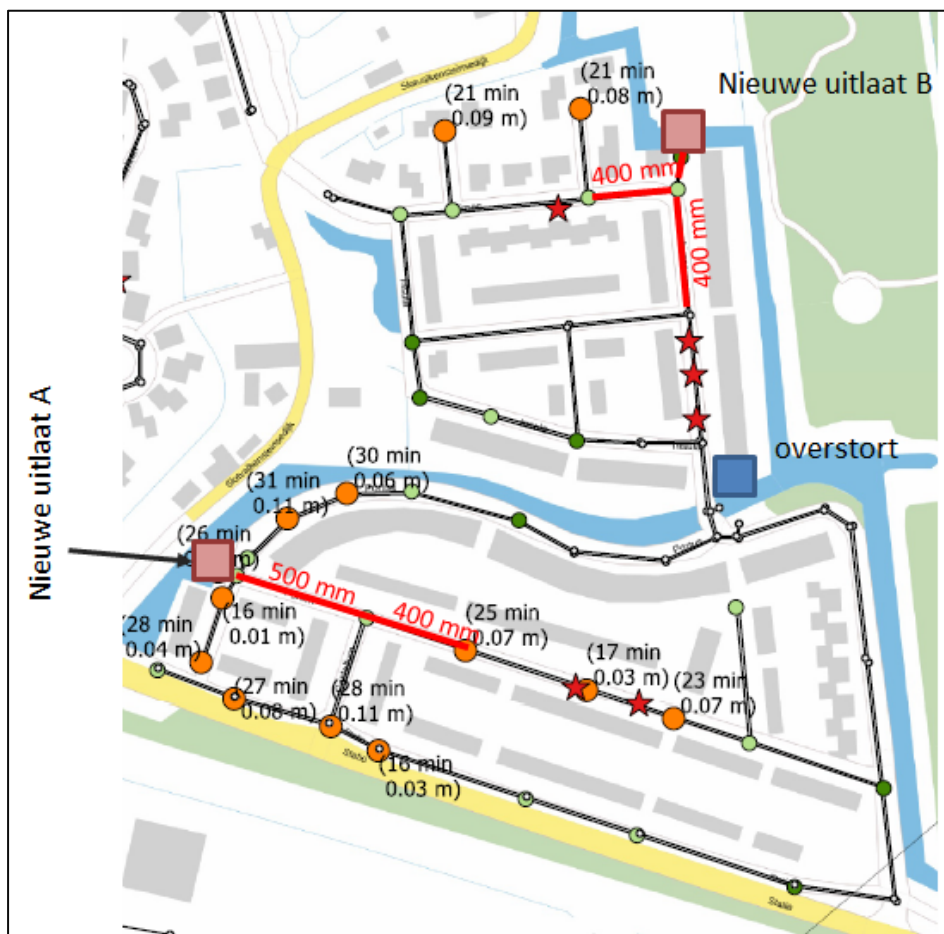 Nieuwe uitlaat B
(21 min
0.08 m)
(21 min
0.09 m)
400 mm
400 mm
overstort
Nieuwe uitlaat A
(30 min
0.06 m)
(31 min
0.11 m)
(26 min
500 mm
400 mm
(25 min
0.07 m)
(16 min
0.01 m)
(28 min
0.04 m)
(17 min
0.03 m)
(23 min
0.07 m)
(27 min
0.08 m)
(28 min
0.11 m)
(16 min
0.03 m)